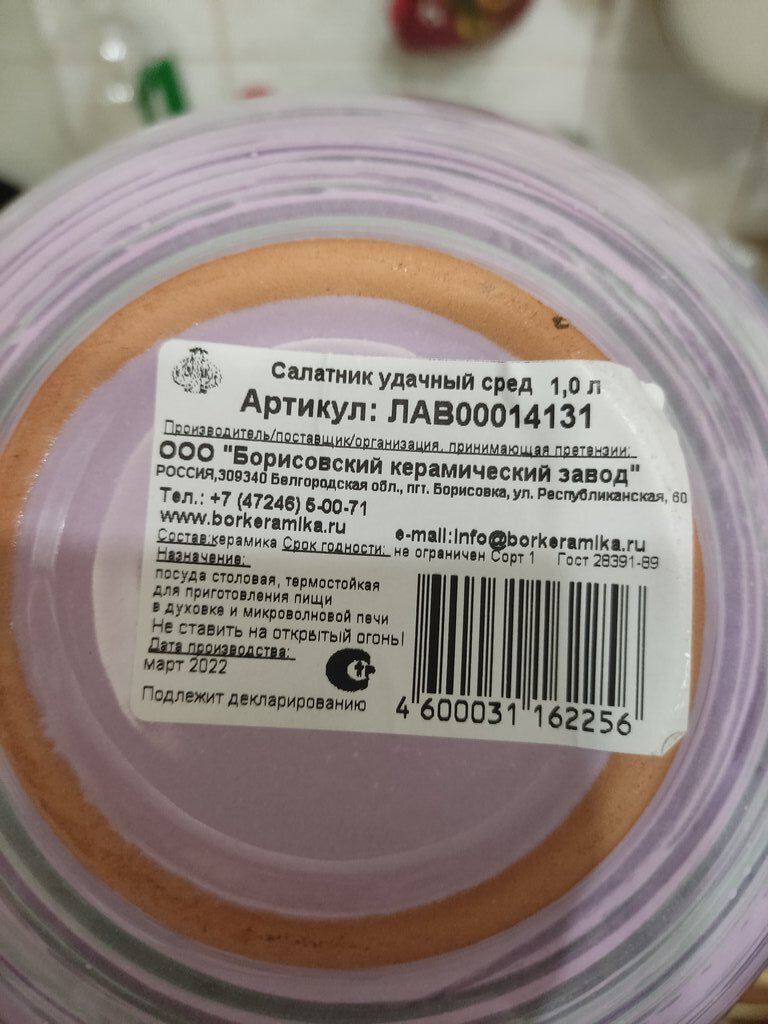 Салатник удачный сред 1,0 л
Артикул: ЛАВ00014131
Производитель/поставщик/организация, принимающая претензии:
ООО "Борисовский керамический завод"
РОССИЯ,309340 Белгородская обл., пгт. Борисовка, ул. Республиканская, 60
Тел.: +7 (47246) 5-00-71
www.borkeramika.ru e-mail:info@borkeramika.ru
Состав:керамика Срок годности: не ограничен Сорт 1 Гост 28391-89
Назначение:
посуда столовая, термостойкая
для приготовления пищи
в духовке и микроволновой печи
Не ставить на открытый огонь!
Дата производства:
март 2022
Подлежит декларированию
4 600031 162256